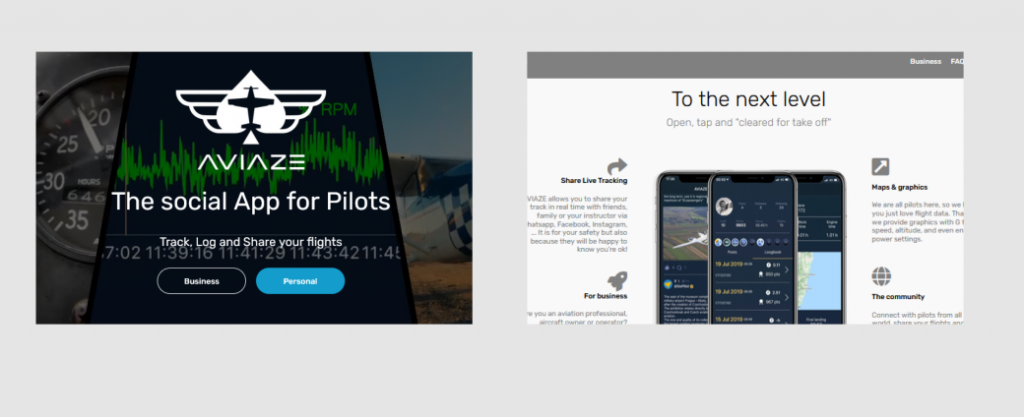 20
HOURS
646
RPM
AVIAZE
The social App for Pilots
Track, Log and Share your flights
7:02 11:39:16 11:41:29 11:43:42 11:45
Business
Personal
Business FAQ
To the next level
Open, tap and "cleared for take off"
Share Live Tracking
VIAZE allows you to share your
track in real time with friends,
family or your instructor via
hatsapp, Facebook, Instagram,
... It is for your safety but also
because they will be happy to
know you're ok!
For business
re you an aviation professional,
aircraft owner or operator?
AVIAZE
Posts
Logbook
19 Jul 2019
19 Jul 2019
15 Jul 2019
Maps & graphics
We are all pilots here, so we
you just love flight data. Tha
we provide graphics with G
speed, altitude, and even en
power settings.
The community
Connect with pilots from all
world, share your flights and